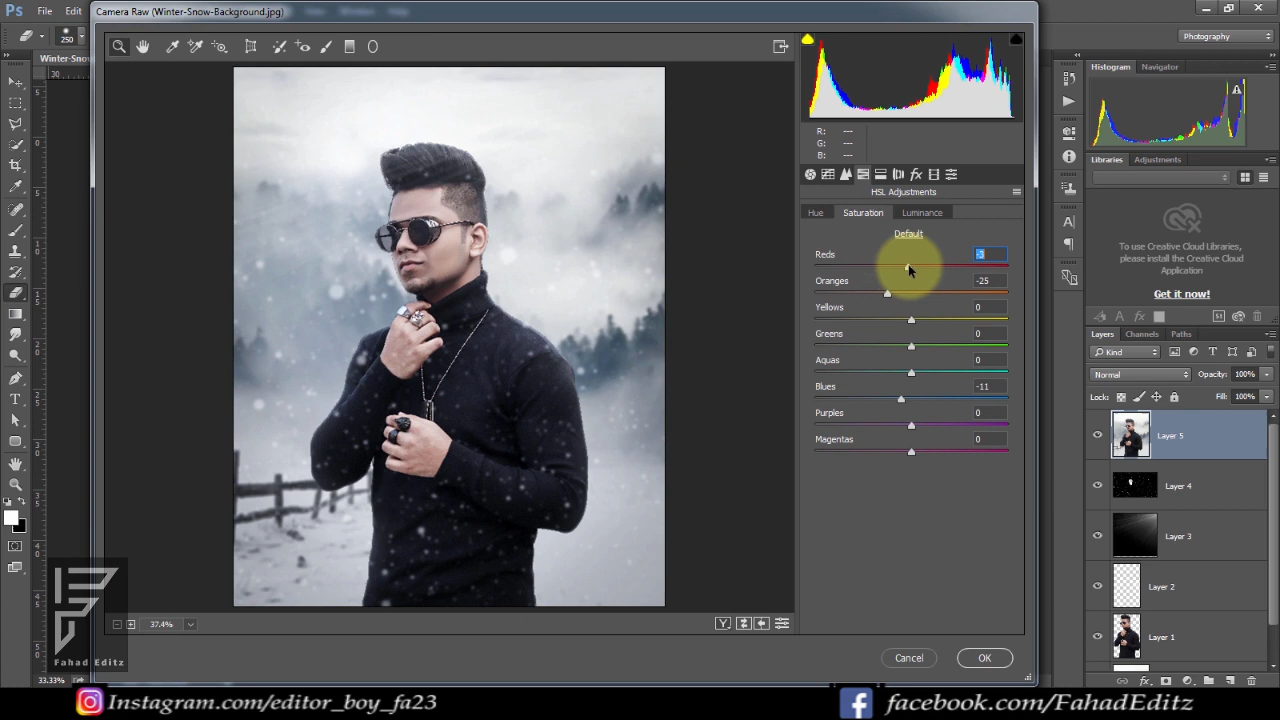 Ps File Edit
Camera Raw (Winter-Snow-Background.jpg)
250
Photography
Winter-Snow
30
R: ---
G: ---
B: ---
HSL Adjustments
Hue Saturation Luminance
Default
Reds -3
Oranges -25
Yellows 0
Greens 0
Aquas 0
Blues -11
Purples 0
Magentas 0
37.4%
Cancel OK
Histogram Navigator
Libraries Adjustments
To use Creative Cloud Libraries,
please install the Creative Cloud
Application
Get it now!
Layers Channels Paths
Kind
Normal Opacity: 100%
Lock: Fill: 100%
Layer 5
Layer 4
Layer 3
Layer 2
Layer 1
Fahad Editz
33.33%
Instagram.com/editor_boy_fa23 facebook.com/FahadEditz